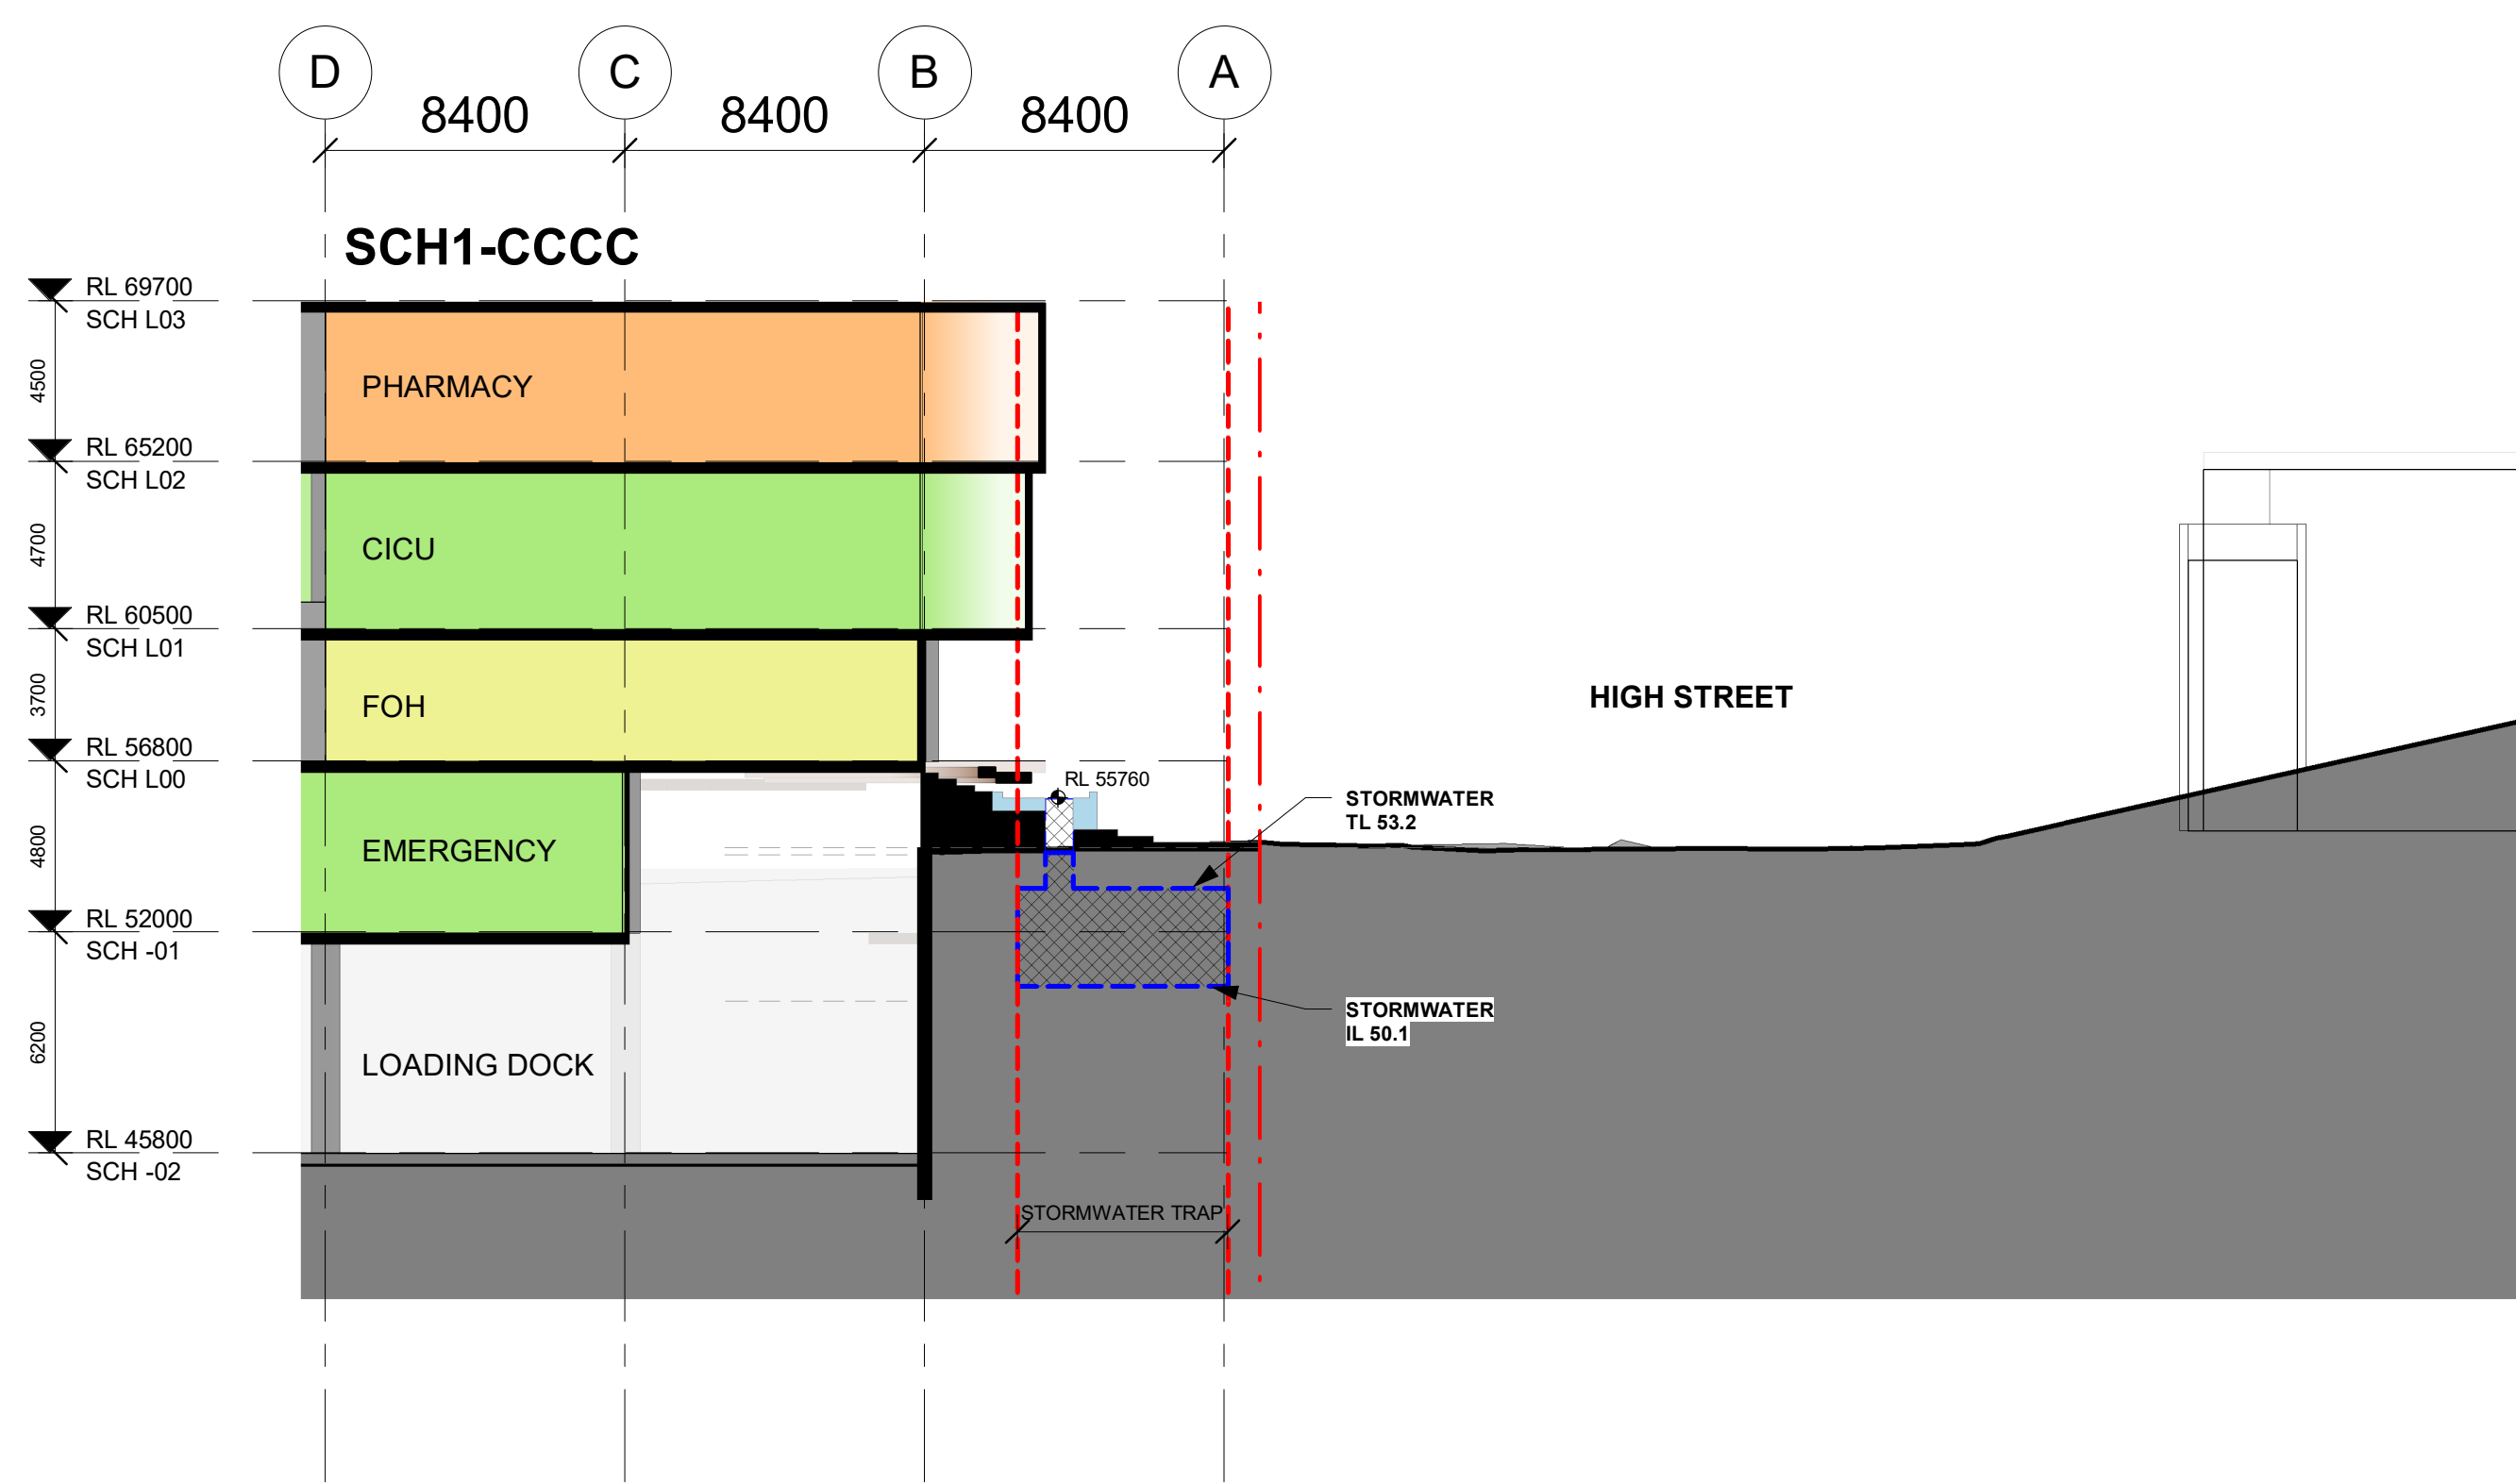 D
C
B
A
8400
8400
8400
SCH1-CCCC
RL 69700
SCH L03
4500
PHARMACY
RL 65200
SCH L02
4700
CICU
RL 60500
SCH L01
3700
FOH
HIGH STREET
RL 56800
SCH L00
RL 55760
STORMWATER
TL 53.2
4800
EMERGENCY
RL 52000
SCH -01
STORMWATER
IL 50.1
6200
LOADING DOCK
RL 45800
SCH -02
STORMWATER TRAP